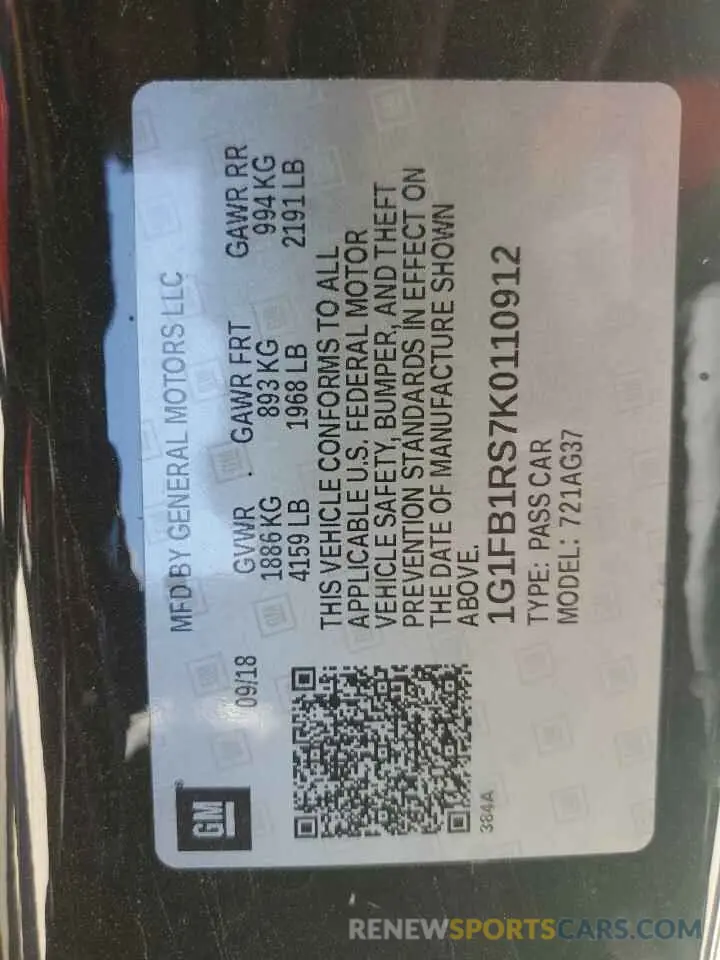 GM
MFD BY GENERAL MOTORS LLC
09/18
GVWR GAWR FRT GAWR RR
1886 KG 893 KG 994 KG
4159 LB 1968 LB 2191 LB
THIS VEHICLE CONFORMS TO ALL
APPLICABLE U.S. FEDERAL MOTOR
VEHICLE SAFETY, BUMPER, AND THEFT
PREVENTION STANDARDS IN EFFECT ON
THE DATE OF MANUFACTURE SHOWN
ABOVE.
1G1FB1RS7K0110912
TYPE: PASS CAR
MODEL: 721AG37
384A
RENEWSPORTSCARS.COM